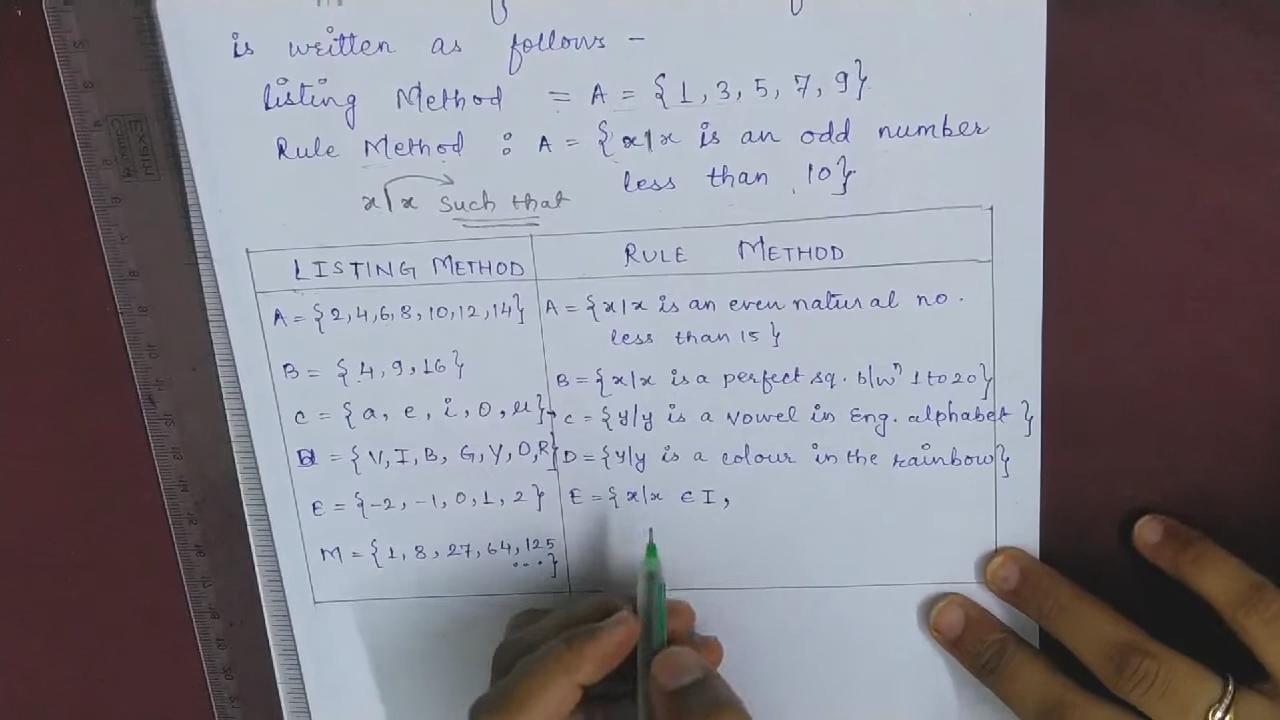 is written as follows -
Listing Method = A = {1, 3, 5, 7, 9}
Rule Method : A = {x/x is an odd number
less than 10}
x/x such that
LISTING METHOD
RULE METHOD
A = {2, 4, 6, 8, 10, 12, 14}
A = {x/x is an even natural no.
less than 15}
B = {4, 9, 16}
B = {x/x is a perfect sq. b/wⁿ 1 to 20}
C = {a, e, i, o, u}
C = {y/y is a vowel in Eng. alphabet}
D = {V, I, B, G, Y, O, R}
D = {y/y is a colour in the rainbow}
E = {-2, -1, 0, 1, 2}
E = {x/x ∈ I,
M = {1, 8, 27, 64, 125
...}